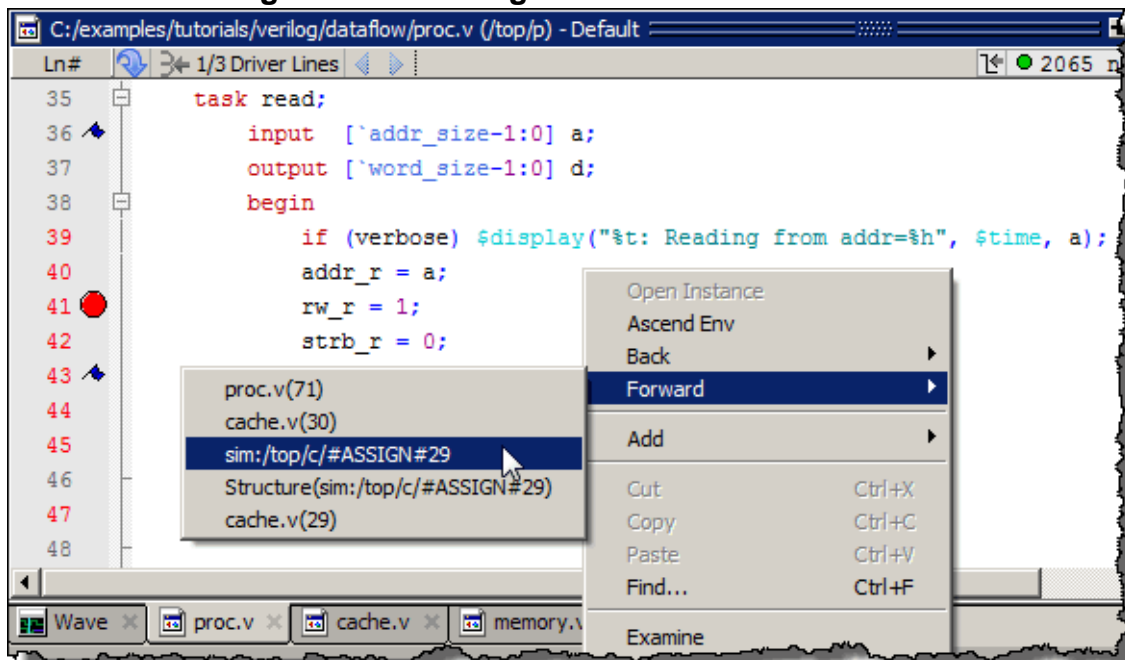 C:/examples/tutorials/verilog/dataflow/proc.v (/top/p) - Default
Ln# 1/3 Driver Lines 2065 n
35 task read;
36 input [`addr_size-1:0] a;
37 output [`word_size-1:0] d;
38 begin
39 if (verbose) $display("%t: Reading from addr=%h", $time, a);
40 addr_r = a;
41 rw_r = 1;
42 strb_r = 0;
43
44
45
46
47
48
Open Instance
Ascend Env
Back
Forward
Add
Cut Ctrl+X
Copy Ctrl+C
Paste Ctrl+V
Find... Ctrl+F
Examine
proc.v(71)
cache.v(30)
sim:/top/c/#ASSIGN#29
Structure(sim:/top/c/#ASSIGN#29)
cache.v(29)
Wave proc.v cache.v memory.v